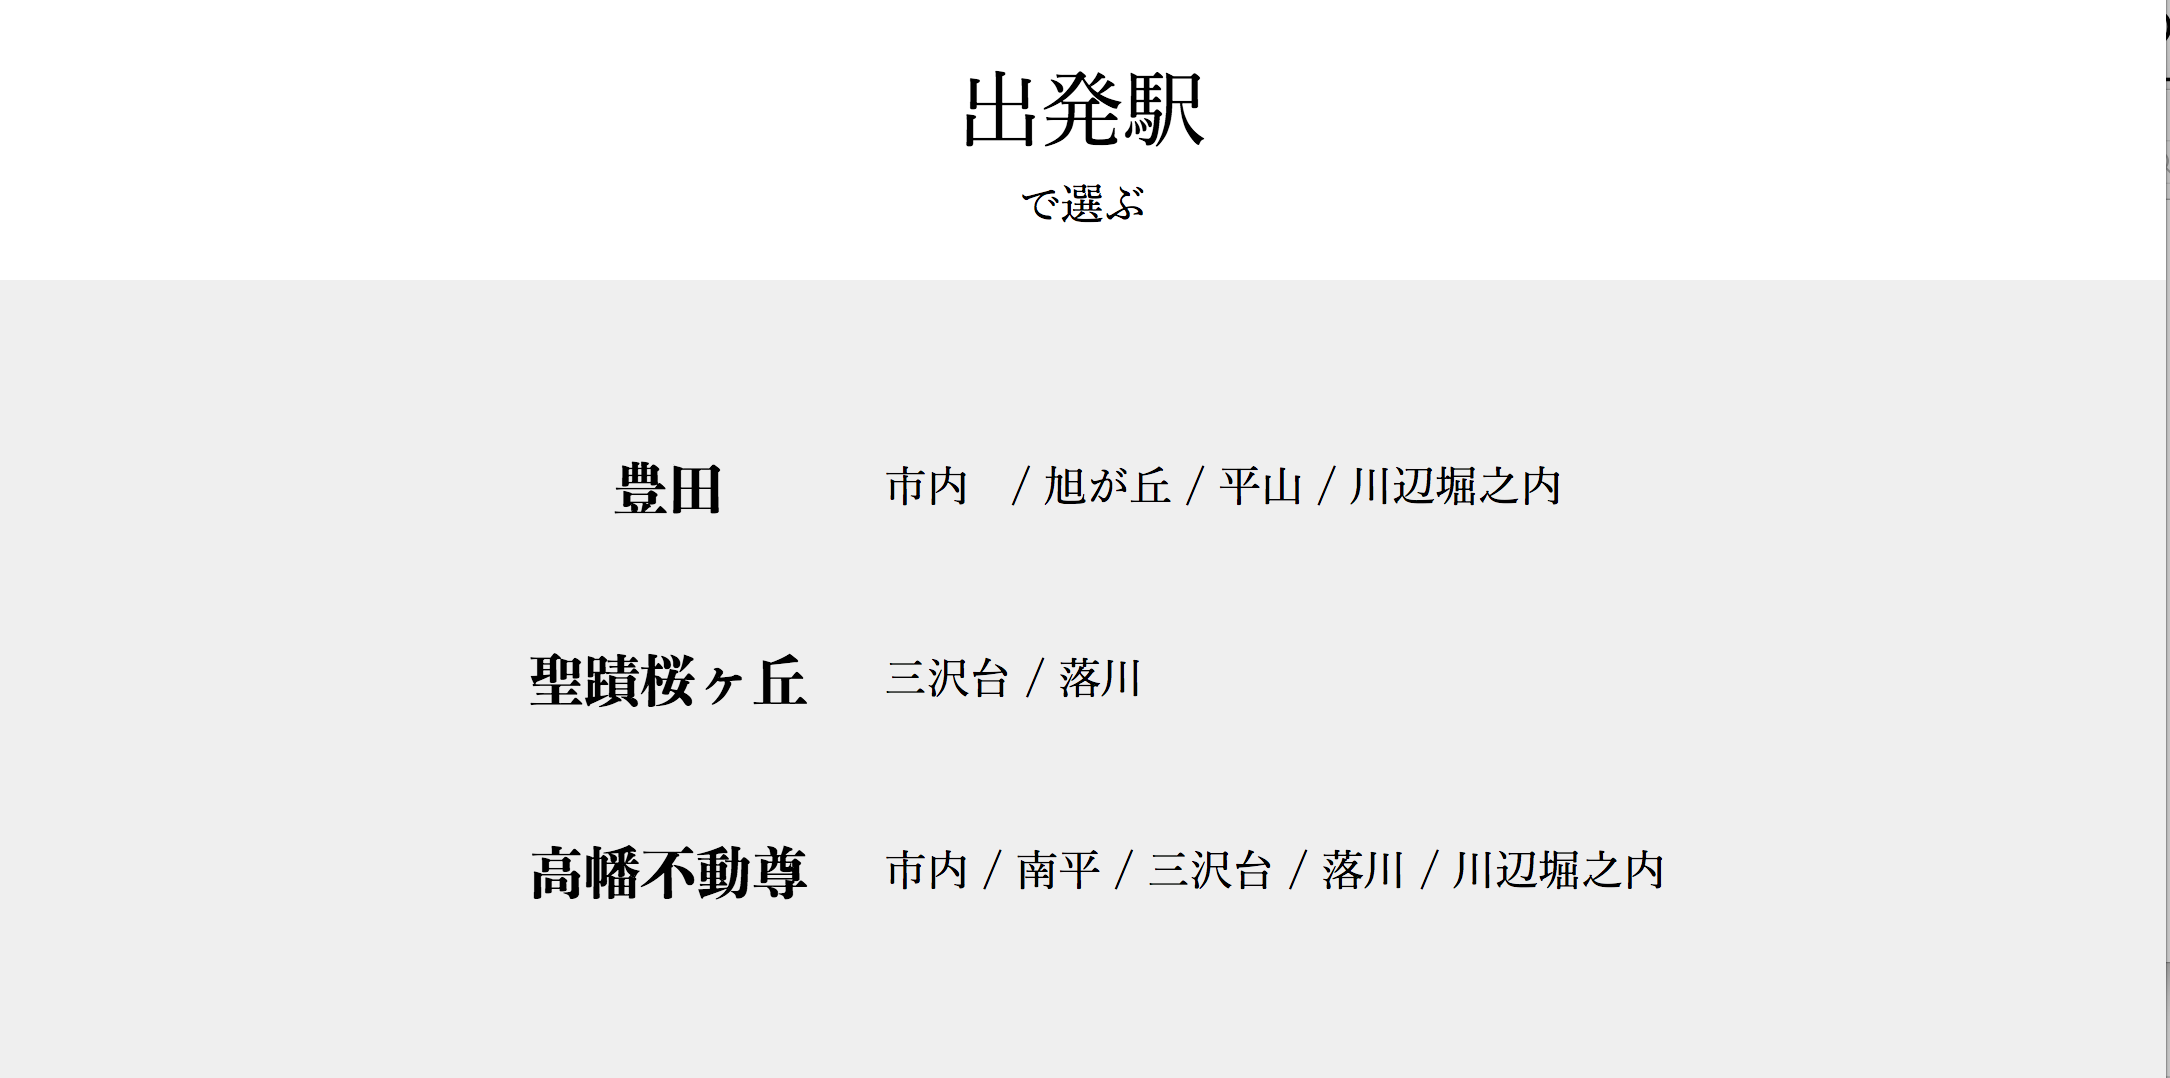 出発駅
で選ぶ
豊田 市内　/ 旭が丘 / 平山 / 川辺堀之内
聖蹟桜ヶ丘 三沢台 / 落川
高幡不動尊 市内 / 南平 / 三沢台 / 落川 / 川辺堀之内